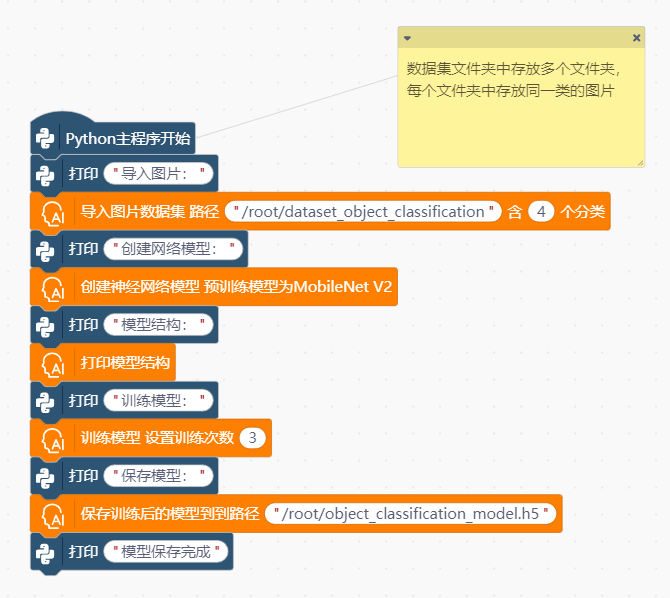 数据集文件夹中存放多个文件夹，
每个文件夹中存放同一类的图片
Python主程序开始
打印 "导入图片："
AI 导入图片数据集 路径 "/root/dataset_object_classification" 含 4 个分类
打印 "创建网络模型："
AI 创建神经网络模型 预训练模型为MobileNet V2
打印 "模型结构："
AI 打印模型结构
打印 "训练模型："
AI 训练模型 设置训练次数 3
打印 "保存模型："
AI 保存训练后的模型到到路径 "/root/object_classification_model.h5"
打印 "模型保存完成"